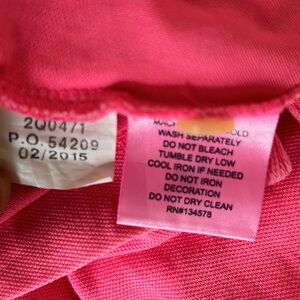 2Q0471
P.O. 54209
02/2015
WASH SEPARATELY
DO NOT BLEACH
TUMBLE DRY LOW
COOL IRON IF NEEDED
DO NOT IRON
DECORATION
DO NOT DRY CLEAN
RN#134578